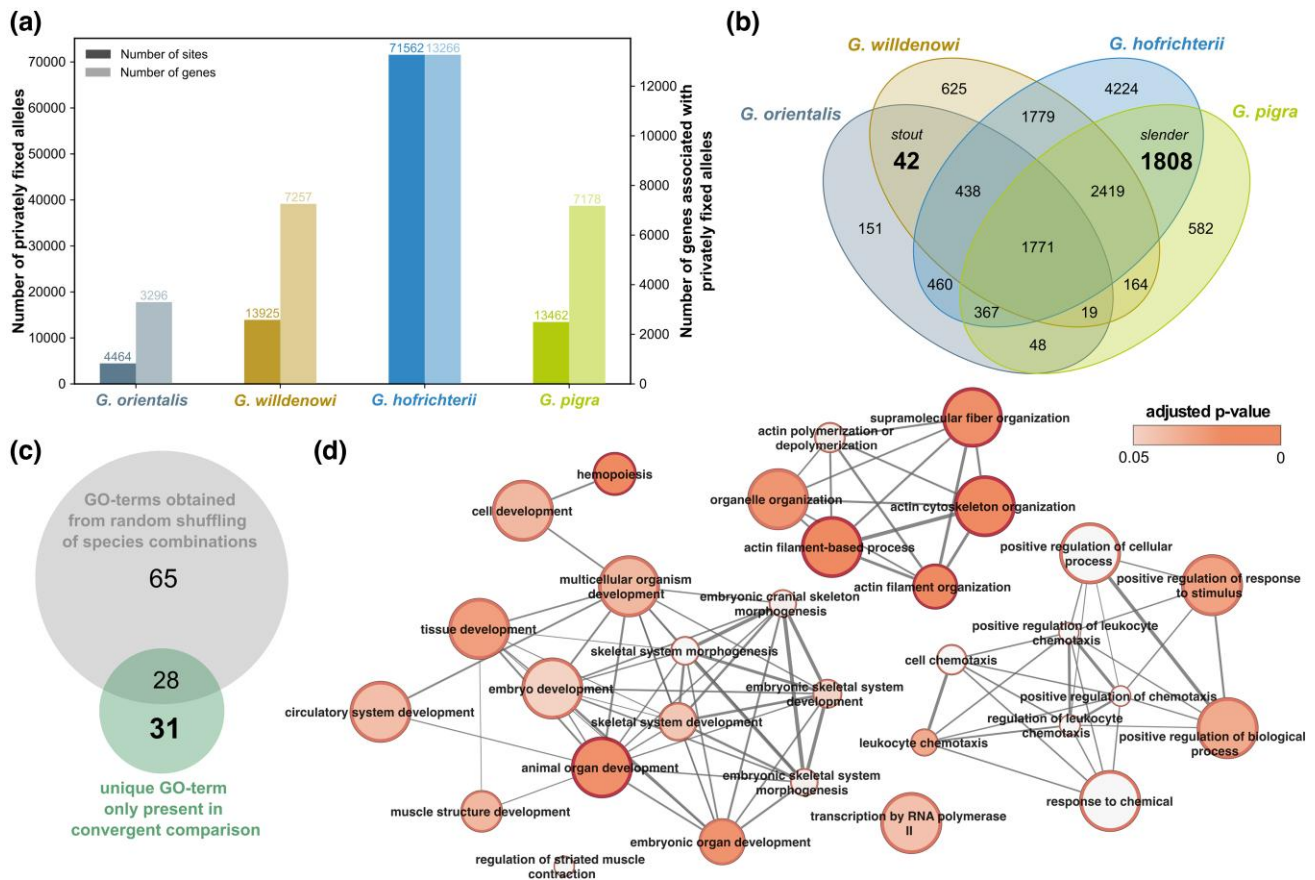 (a)
Number of sites
Number of genes
Number of privately fixed alleles
70000
60000
50000
40000
30000
20000
10000
0
4464
3296
13925
7257
71562
13266
13462
7178
12000
10000
8000
6000
4000
2000
0
Number of genes associated with
privately fixed alleles
G. orientalis
G. willdenowi
G. hofrichterii
G. pigra
(b)
G. willdenowi
G. hofrichterii
G. orientalis
G. pigra
625
4224
1779
stout
42
slender
1808
438
2419
151
582
1771
460
164
367
19
48
(c)
GO-terms obtained
from random shuffling
of species combinations
65
28
31
unique GO-term
only present in
convergent comparison
(d)
adjusted p-value
0.05
0
hemopoiesis
cell development
multicellular organism
development
tissue development
embryonic cranial skeleton
morphogenesis
skeletal system morphogenesis
embryo development
embryonic skeletal system
development
circulatory system development
skeletal system development
animal organ development
embryonic skeletal system
morphogenesis
muscle structure development
embryonic organ development
regulation of striated muscle
contraction
supramolecular fiber organization
actin polymerization or
depolymerization
organelle organization
actin cytoskeleton organization
actin filament-based process
actin filament organization
positive regulation of cellular
process
positive regulation of response
to stimulus
positive regulation of leukocyte
chemotaxis
cell chemotaxis
positive regulation of chemotaxis
regulation of leukocyte
chemotaxis
leukocyte chemotaxis
positive regulation of biological
process
response to chemical
transcription by RNA polymerase
II